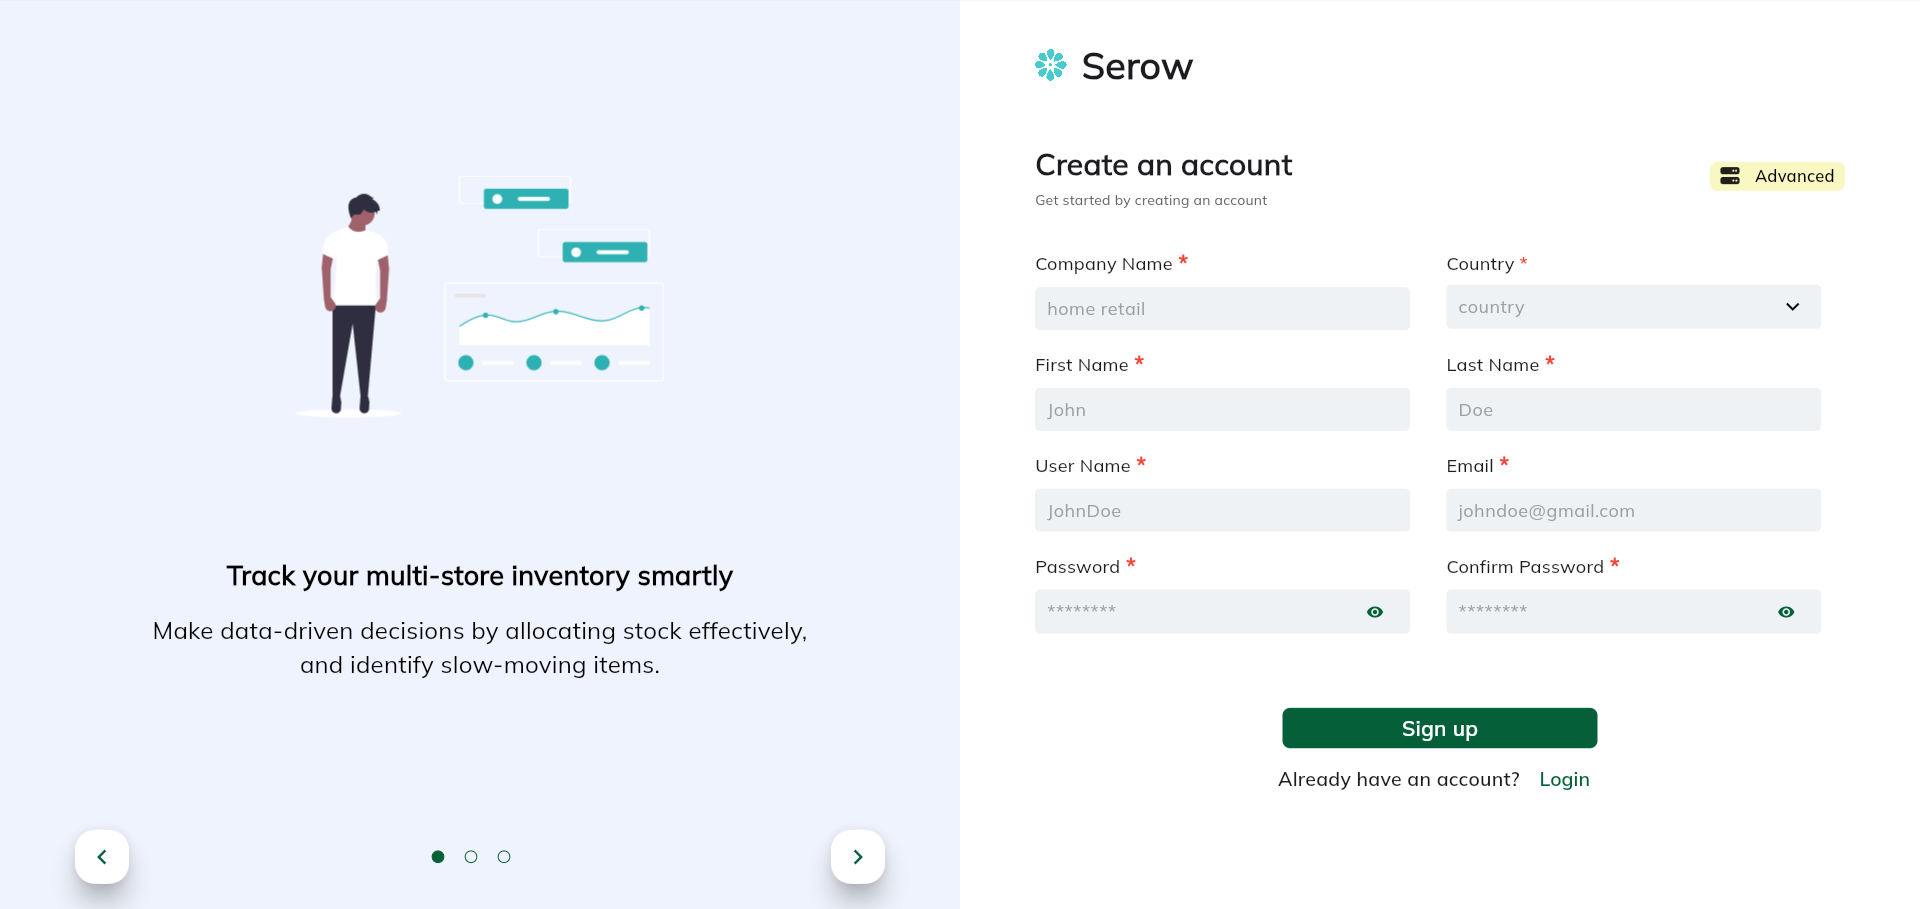 Track your multi-store inventory smartly
Make data-driven decisions by allocating stock effectively,
and identify slow-moving items.
Serow
Create an account
Get started by creating an account
Advanced
Company Name *
home retail
Country *
country
First Name *
John
Last Name *
Doe
User Name *
JohnDoe
Email *
johndoe@gmail.com
Password *
********
Confirm Password *
********
Sign up
Already have an account? Login